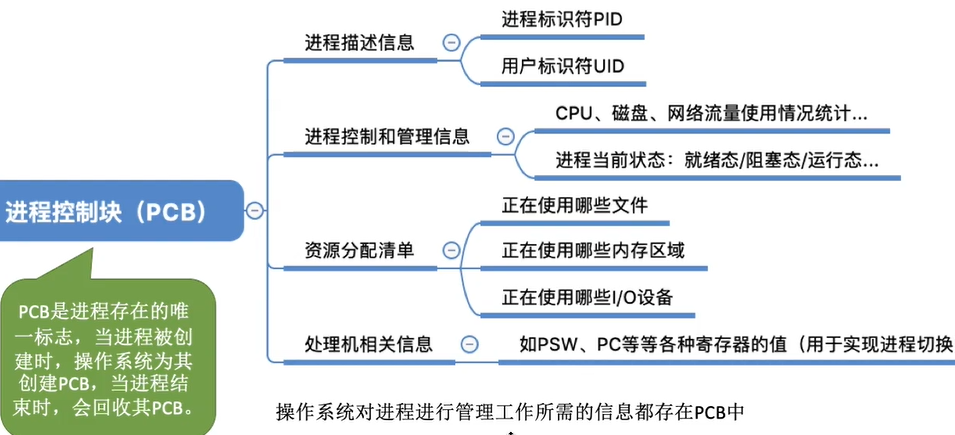 进程控制块（PCB）
进程描述信息
进程标识符PID
用户标识符UID
进程控制和管理信息
CPU、磁盘、网络流量使用情况统计...
进程当前状态：就绪态/阻塞态/运行态...
资源分配清单
正在使用哪些文件
正在使用哪些内存区域
正在使用哪些I/O设备
处理机相关信息
如PSW、PC等等各种寄存器的值（用于实现进程切换
PCB是进程存在的唯
一标志，当进程被创
建时，操作系统为其
创建PCB，当进程结
束时，会回收其PCB。
操作系统对进程进行管理工作所需的信息都存在PCB中